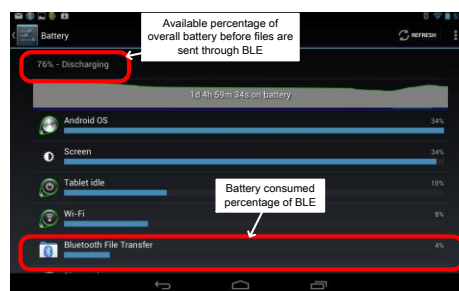 Available percentage of
overall battery before files are
sent through BLE
Battery
REFRESH
76% - Discharging
1d 4h 59m 34s on battery
Android OS
34%
Screen
34%
Tablet idle
10%
Battery consumed
percentage of BLE
Wi-Fi
8%
Bluetooth File Transfer
4%